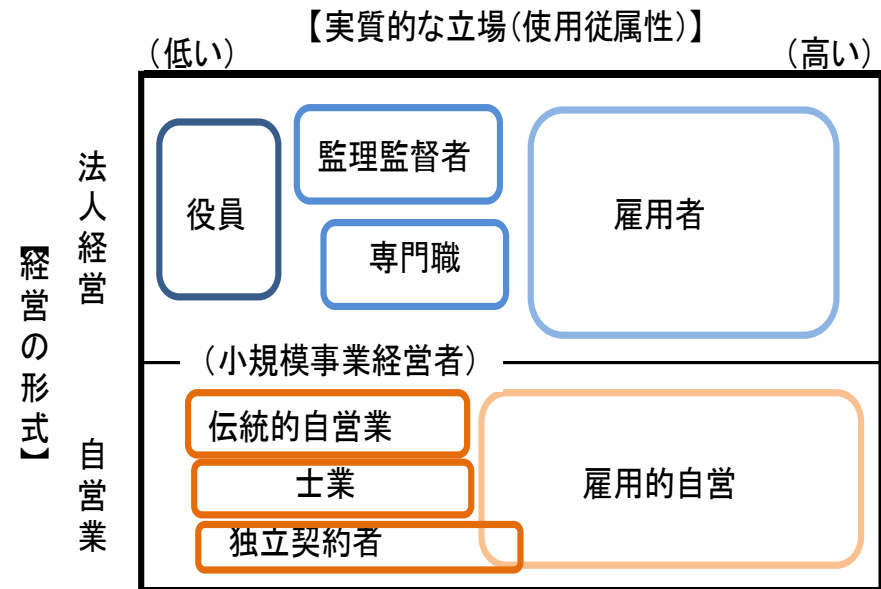 【実質的な立場(使用従属性)】
(低い)
(高い)
【経営の形式】
法人経営
役員
監理監督者
専門職
雇用者
(小規模事業経営者)
自営業
伝統的自営業
士業
独立契約者
雇用的自営